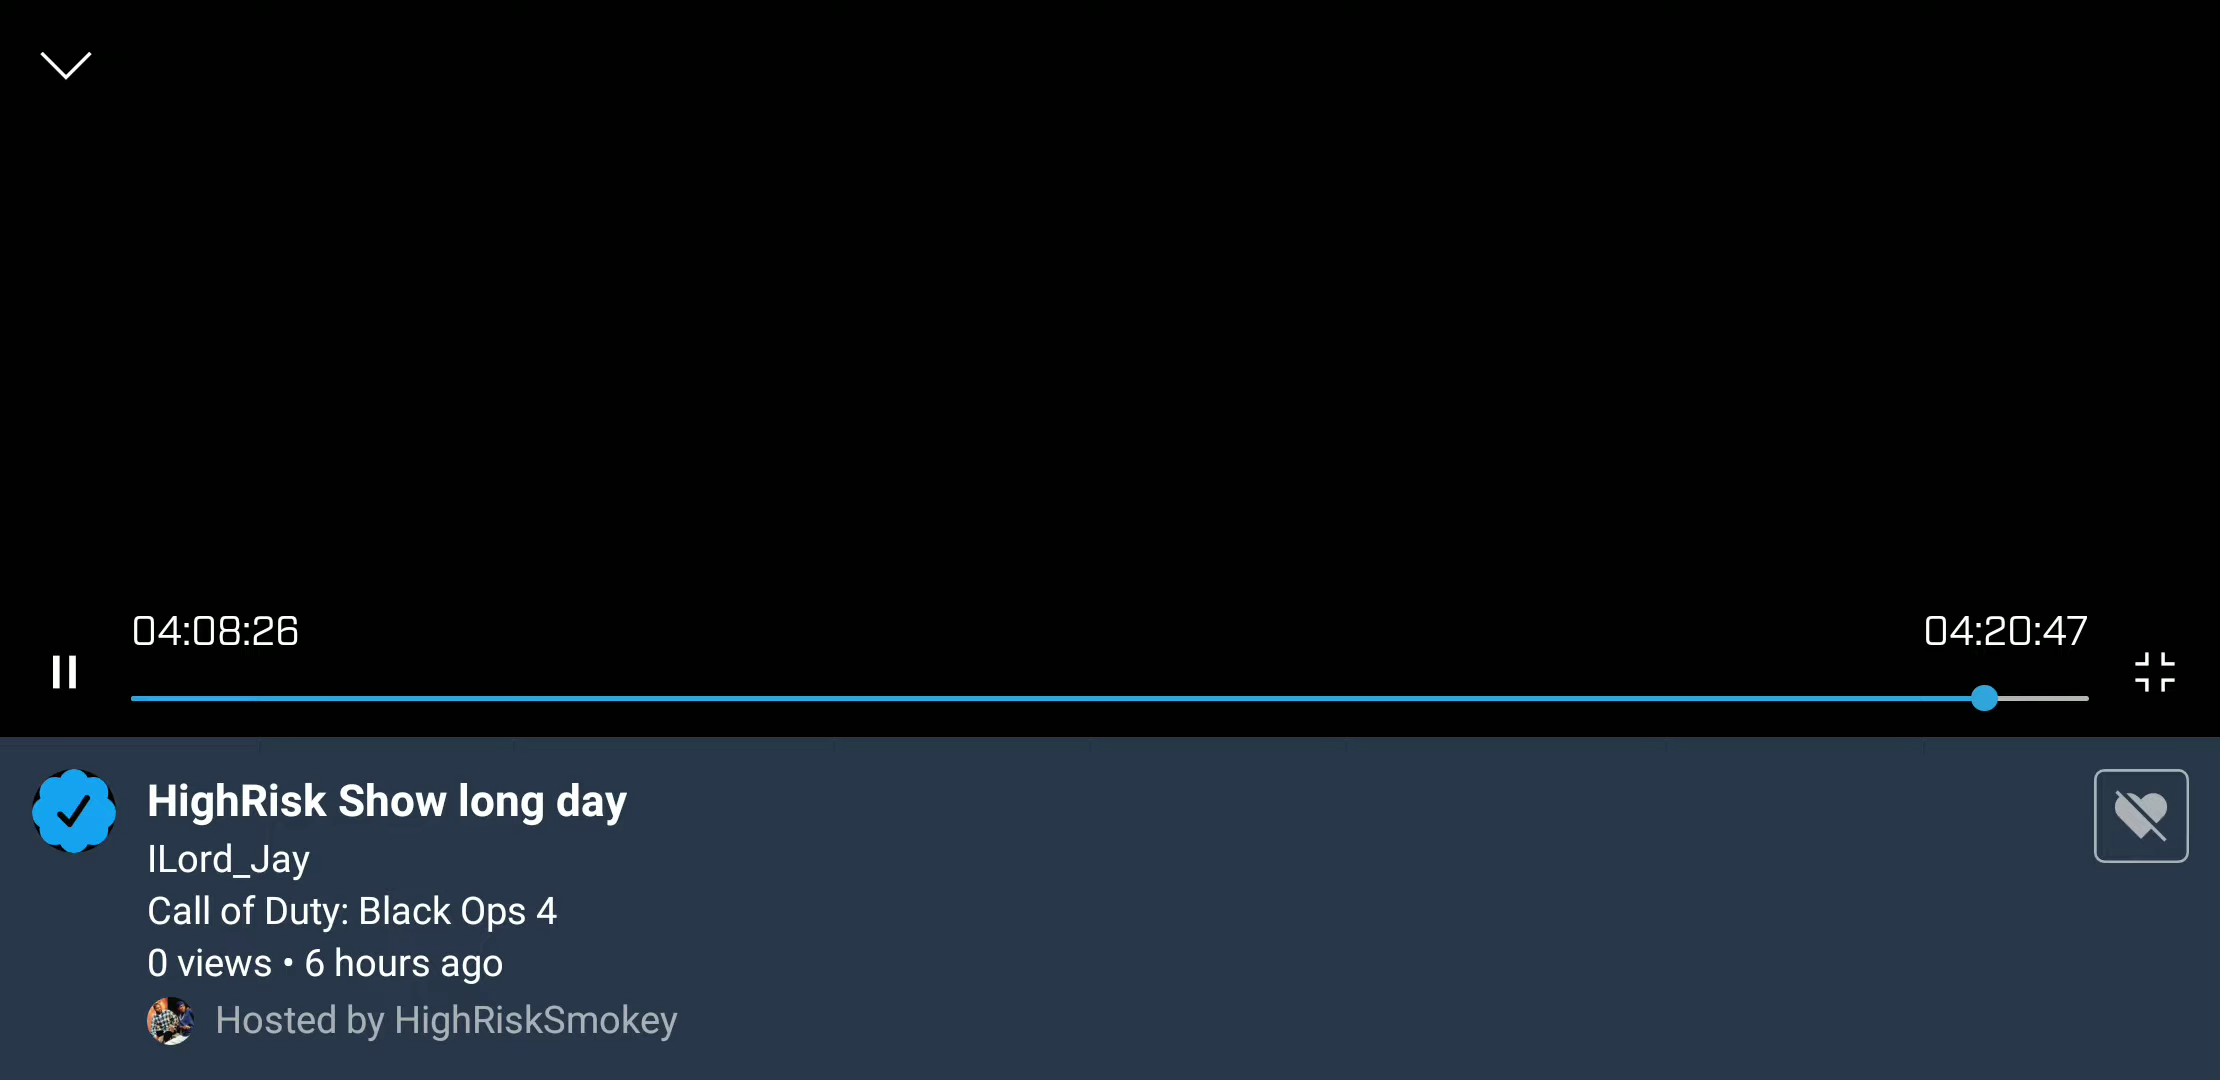 04:08:26
04:20:47
HighRisk Show long day
ILord_Jay
Call of Duty: Black Ops 4
0 views • 6 hours ago
Hosted by HighRiskSmokey